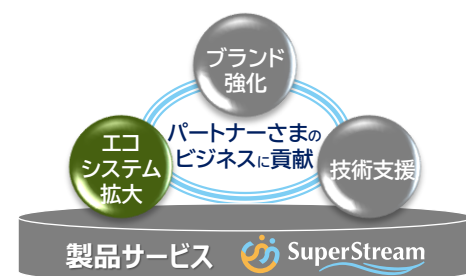 ブランド
強化
パートナーさまの
ビジネスに貢献
エコ
システム
拡大
技術支援
製品サービス SuperStream